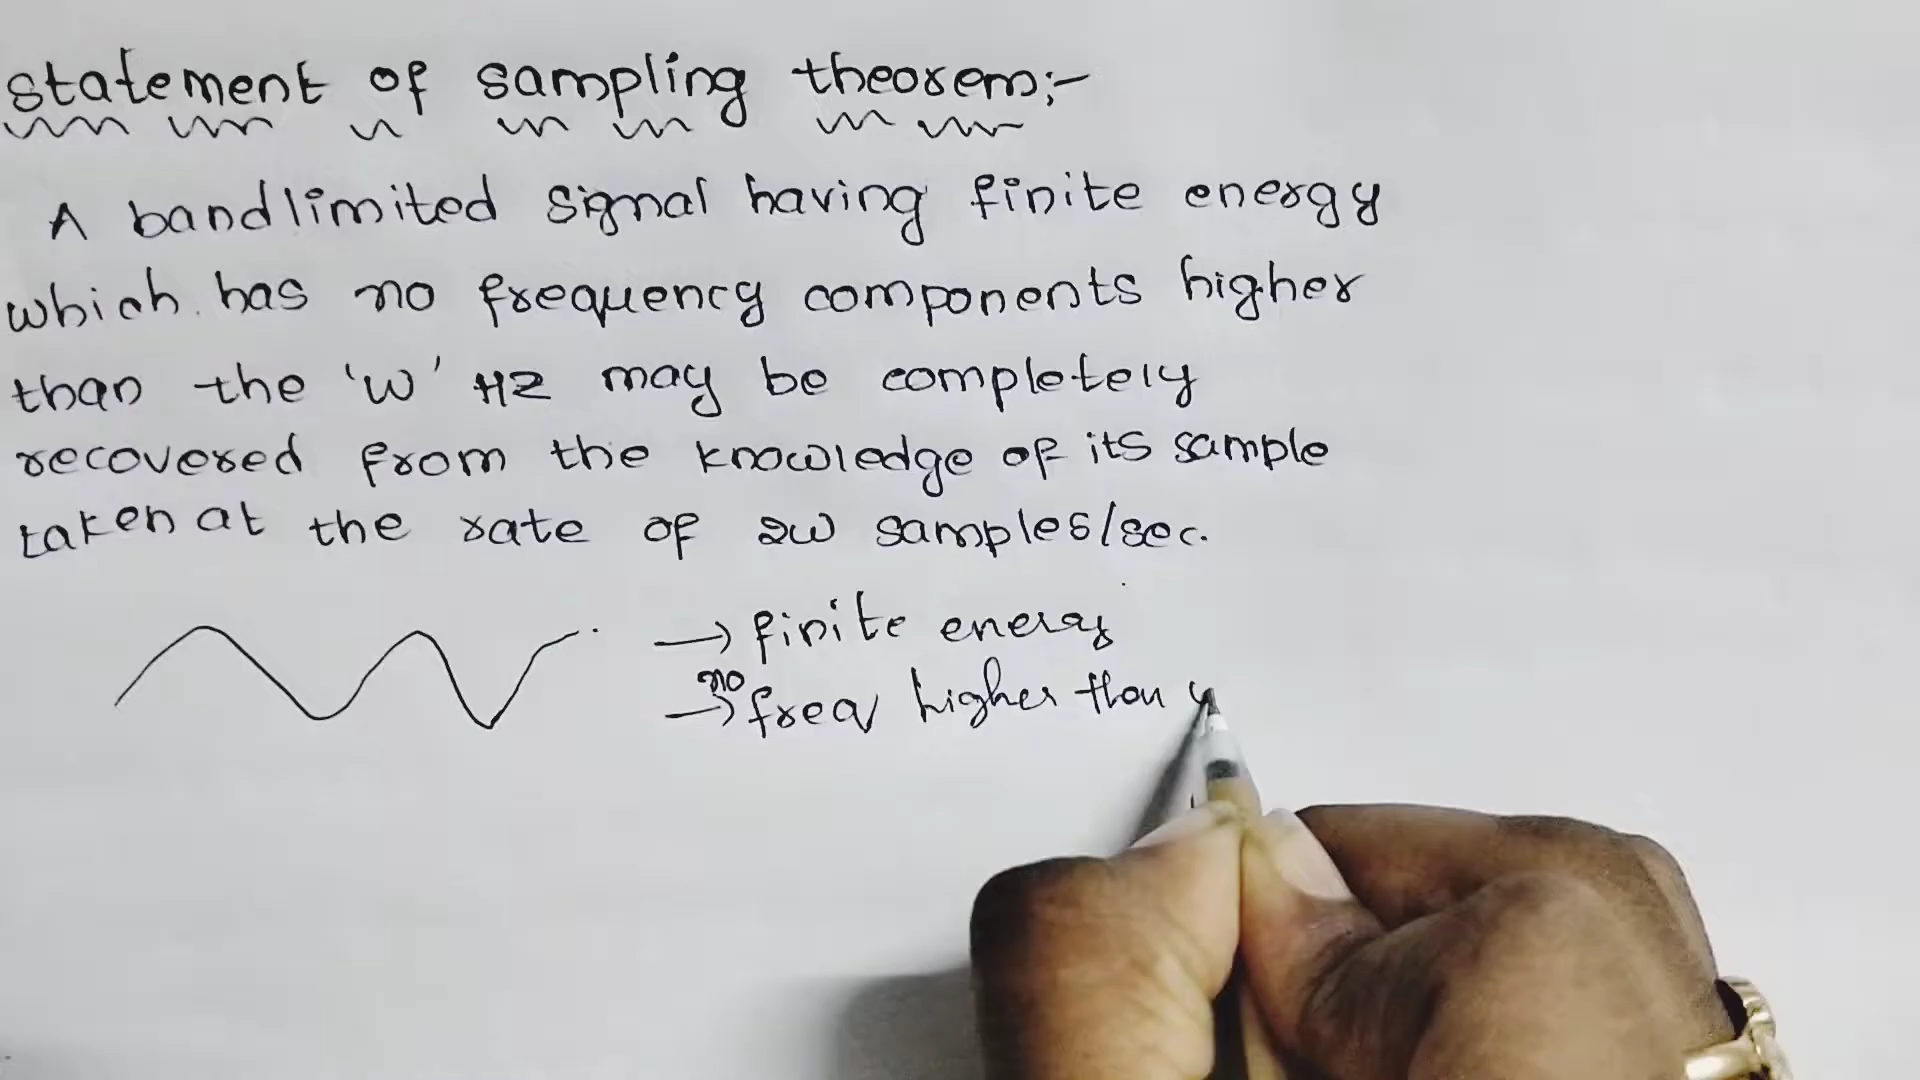 statement of sampling theorem:-
A bandlimited signal having finite energy
which has no frequency components higher
than the 'w' HZ may be completely
recovered from the knowledge of its sample
taken at the rate of 2w samples/sec.
→ finite energy
no
→ freq higher than